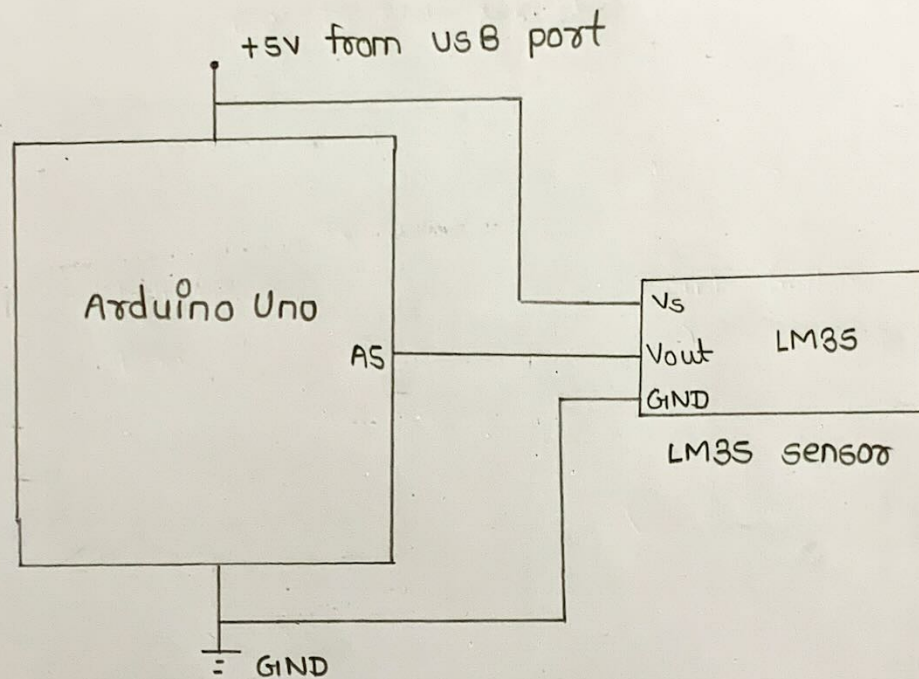 +5V from USB port
Arduino Uno
A5
Vs
Vout
GND
LM35
LM35 sensor
GND